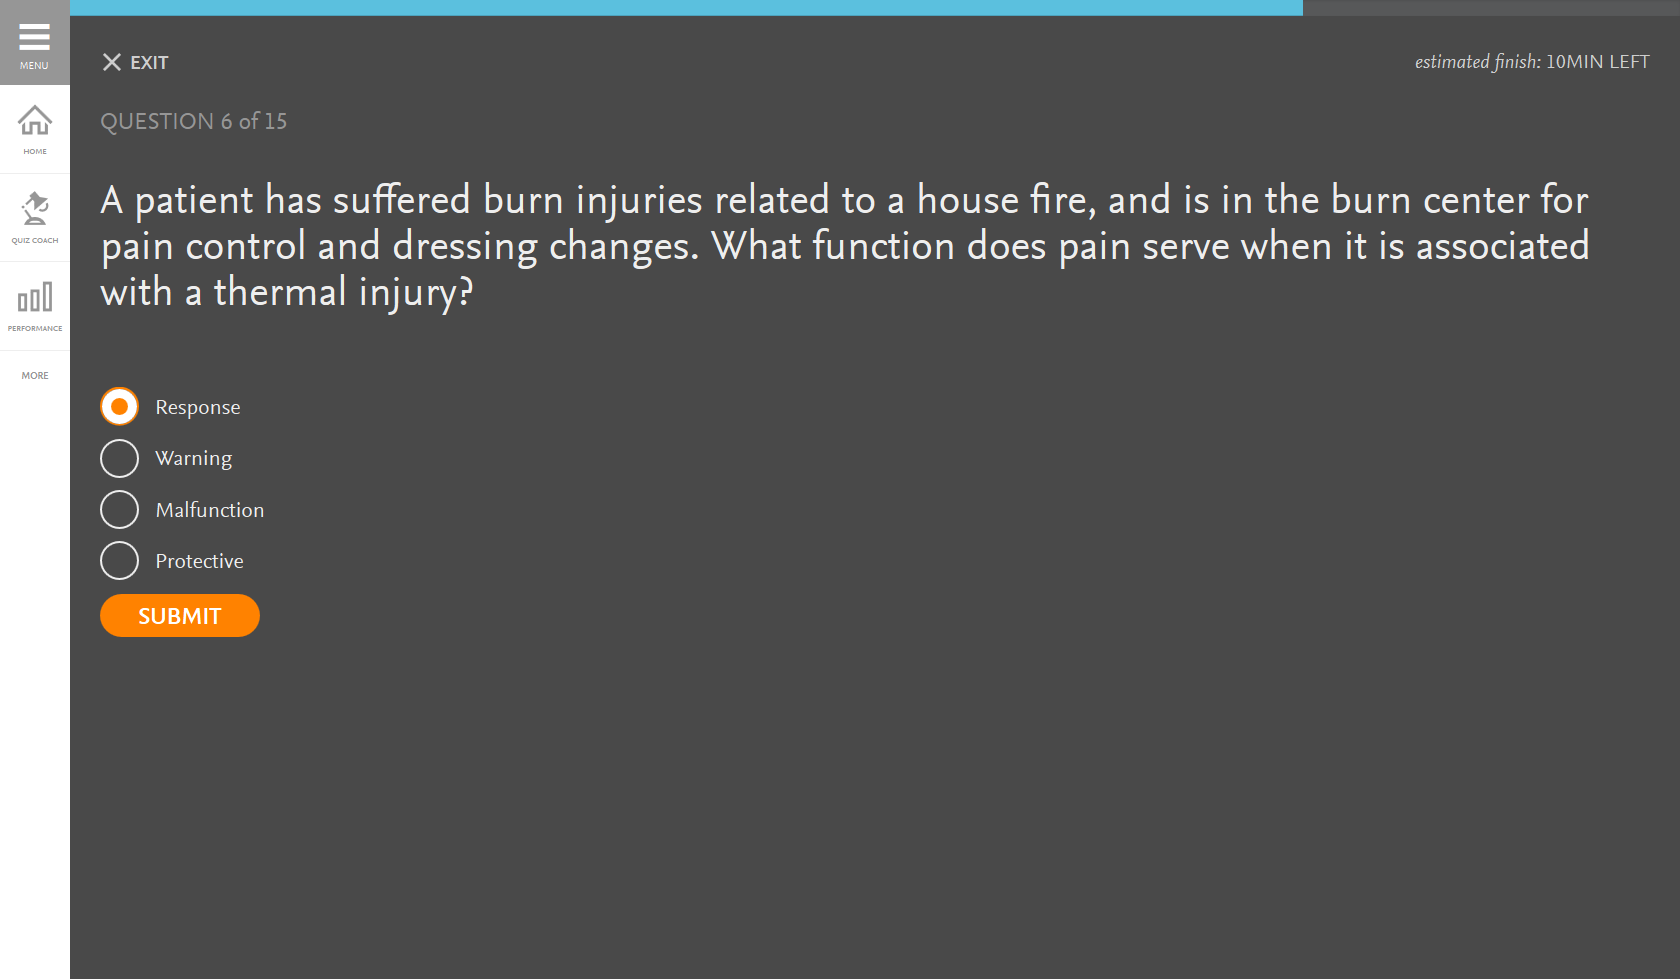 MENU
HOME
QUIZ COACH
PERFORMANCE
MORE
EXIT
estimated finish: 10MIN LEFT
QUESTION 6 of 15
A patient has suffered burn injuries related to a house fire, and is in the burn center for
pain control and dressing changes. What function does pain serve when it is associated
with a thermal injury?
Response
Warning
Malfunction
Protective
SUBMIT